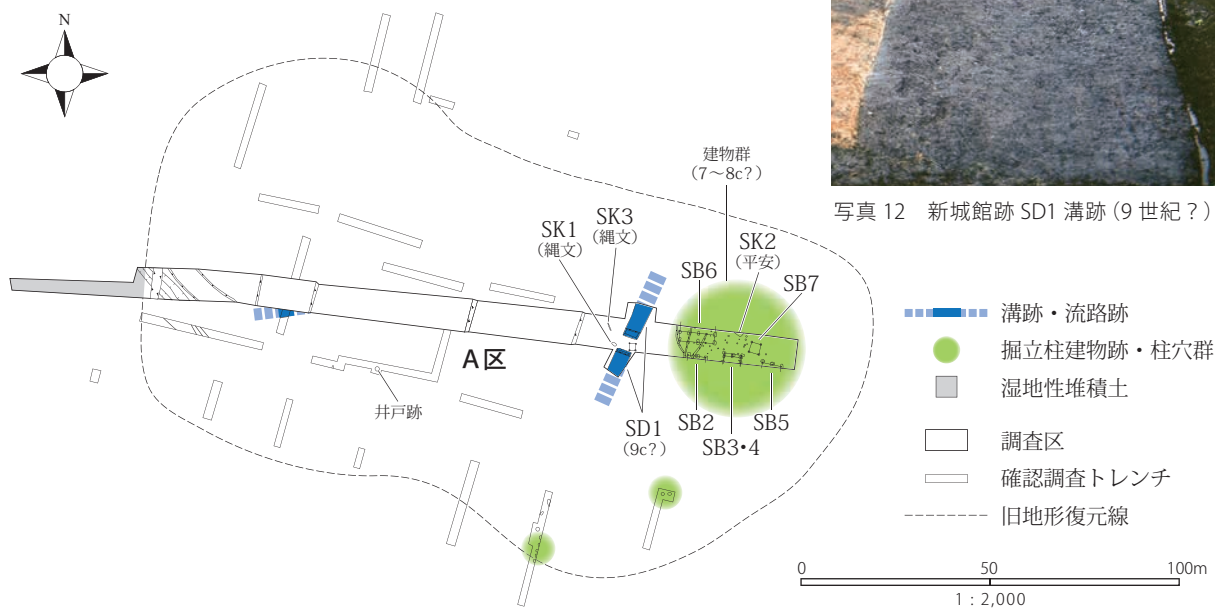 N
建物群
(7〜8c?)
SK3
(縄文)
SK1
(縄文)
SK2
(平安)
SB6
SB7
A区
井戸跡
SD1
(9c?)
SB2
SB3・4
SB5
写真 12 新城館跡 SD1 溝跡 (9 世紀？)
溝跡・流路跡
掘立柱建物跡・柱穴群
湿地性堆積土
調査区
確認調査トレンチ
旧地形復元線
0 50 100m
1：2,000